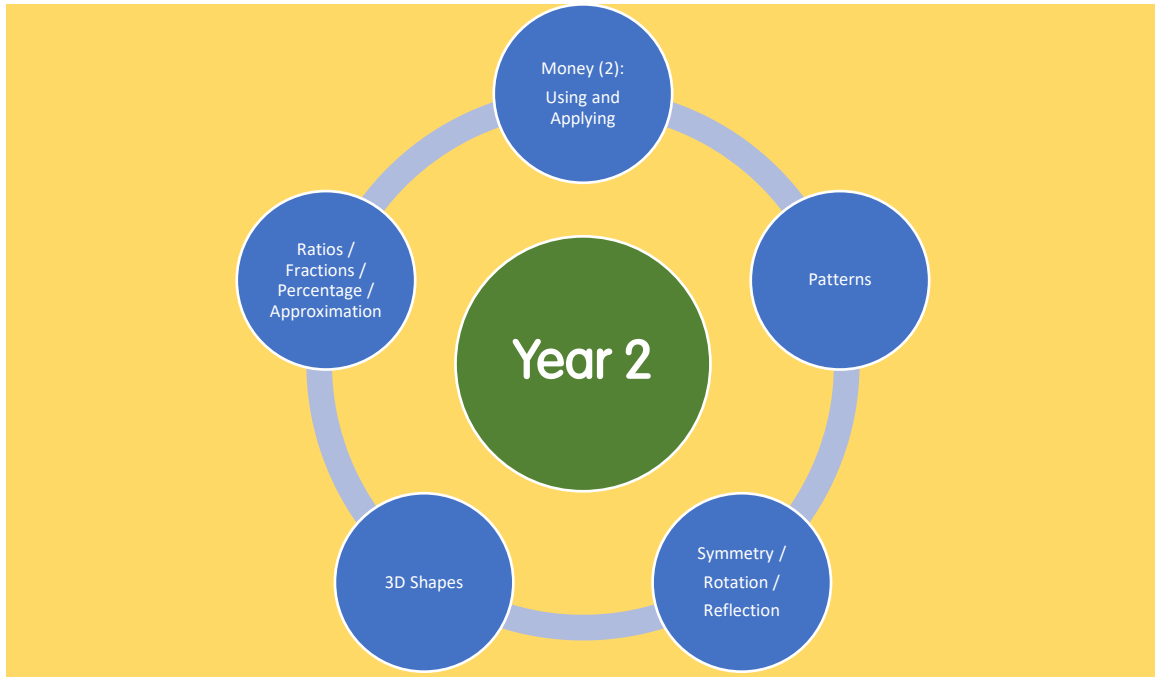 Money (2):
Using and
Applying
Patterns
Symmetry /
Rotation /
Reflection
3D Shapes
Ratios /
Fractions /
Percentage /
Approximation
Year 2